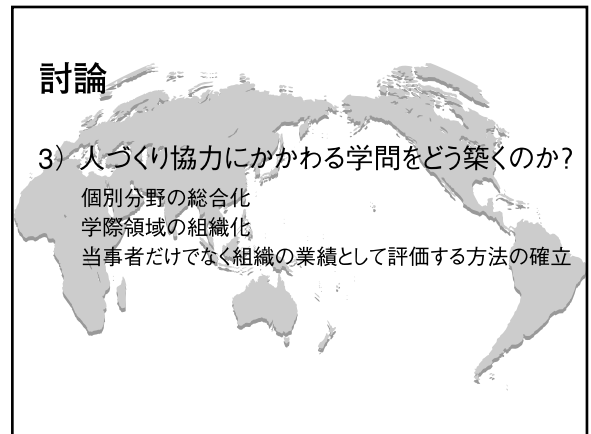 討論
3）人づくり協力にかかわる学問をどう築くのか?
個別分野の総合化
学際領域の組織化
当事者だけでなく組織の業績として評価する方法の確立